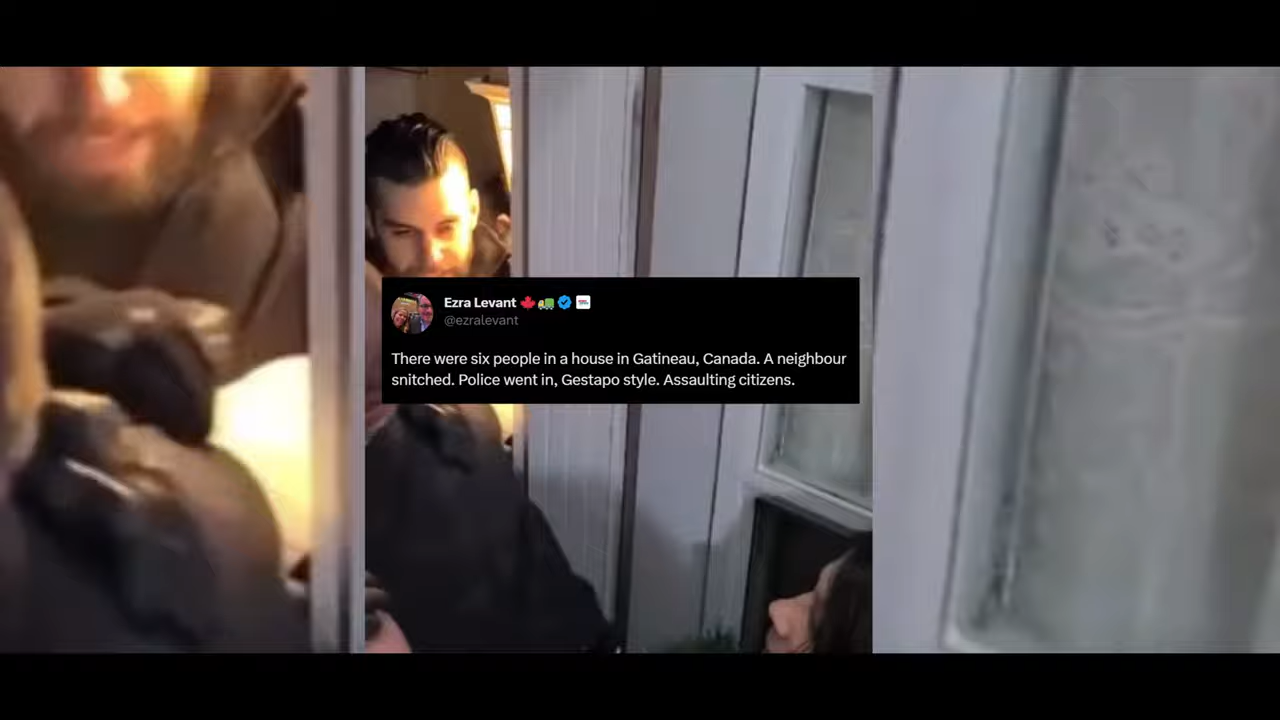 Ezra Levant 🍁🚛
@ezralevant
There were six people in a house in Gatineau, Canada. A neighbour
snitched. Police went in, Gestapo style. Assaulting citizens.